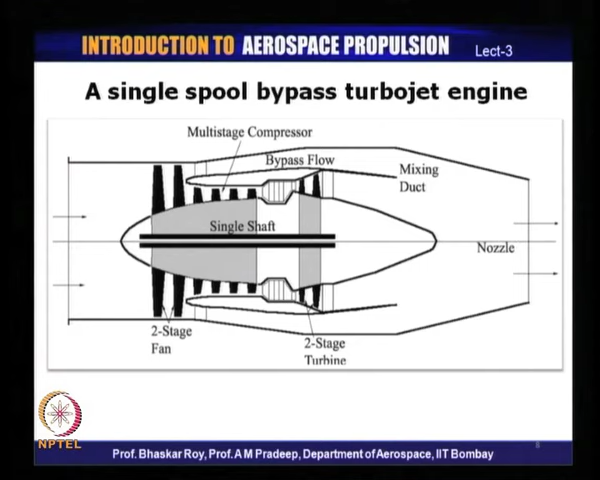 INTRODUCTION TO AEROSPACE PROPULSION
Lect-3
A single spool bypass turbojet engine
Multistage Compressor
Bypass Flow
Mixing
Duct
Single Shaft
Nozzle
2-Stage
Fan
2-Stage
Turbine
NPTEL
8
Prof. Bhaskar Roy, Prof. A M Pradeep, Department of Aerospace, IIT Bombay